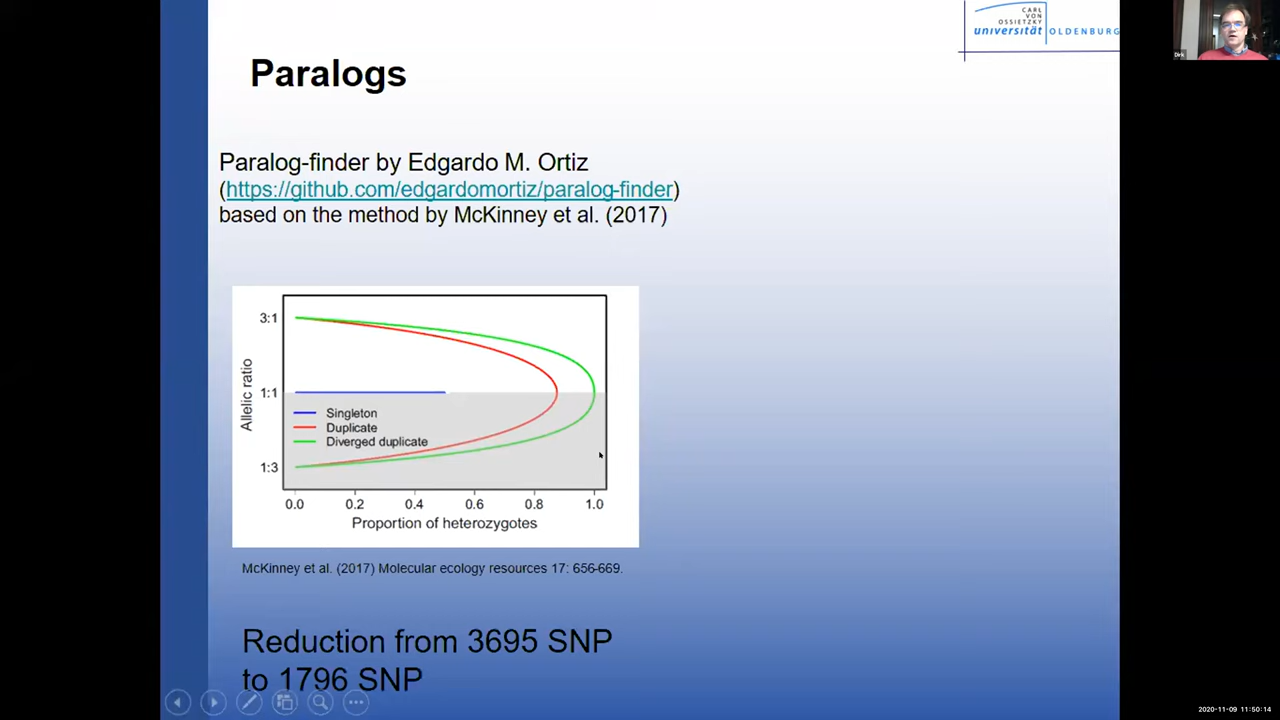 CARL
VON
OSSIETZKY
universität OLDENBURG
Dirk
Paralogs
Paralog-finder by Edgardo M. Ortiz
(https://github.com/edgardomortiz/paralog-finder)
based on the method by McKinney et al. (2017)
3:1
1:1
1:3
Allelic ratio
Singleton
Duplicate
Diverged duplicate
0.0 0.2 0.4 0.6 0.8 1.0
Proportion of heterozygotes
McKinney et al. (2017) Molecular ecology resources 17: 656-669.
Reduction from 3695 SNP
to 1796 SNP
2020-11-09 11:50:14